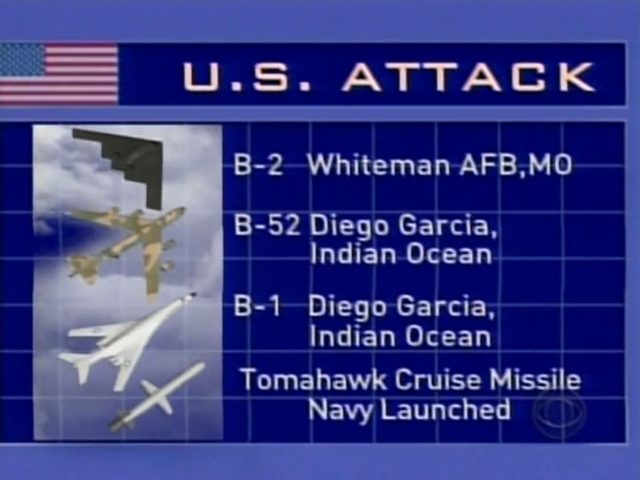 U.S. ATTACK
B-2 Whiteman AFB,MO
B-52 Diego Garcia,
Indian Ocean
B-1 Diego Garcia,
Indian Ocean
Tomahawk Cruise Missile
Navy Launched